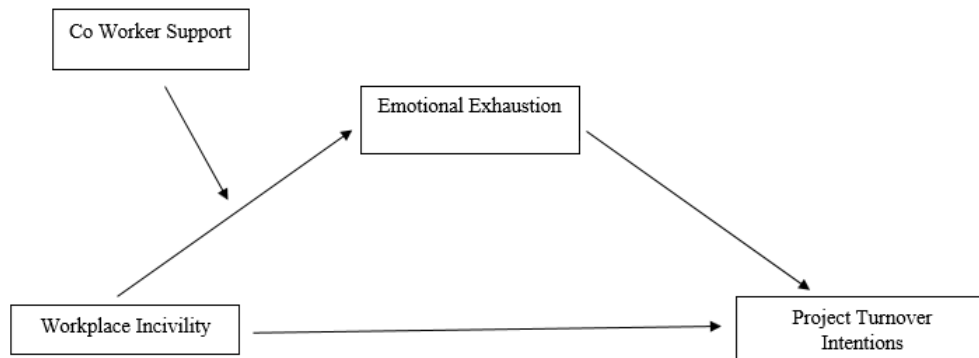 Co Worker Support
Emotional Exhaustion
Workplace Incivility
Project Turnover
Intentions